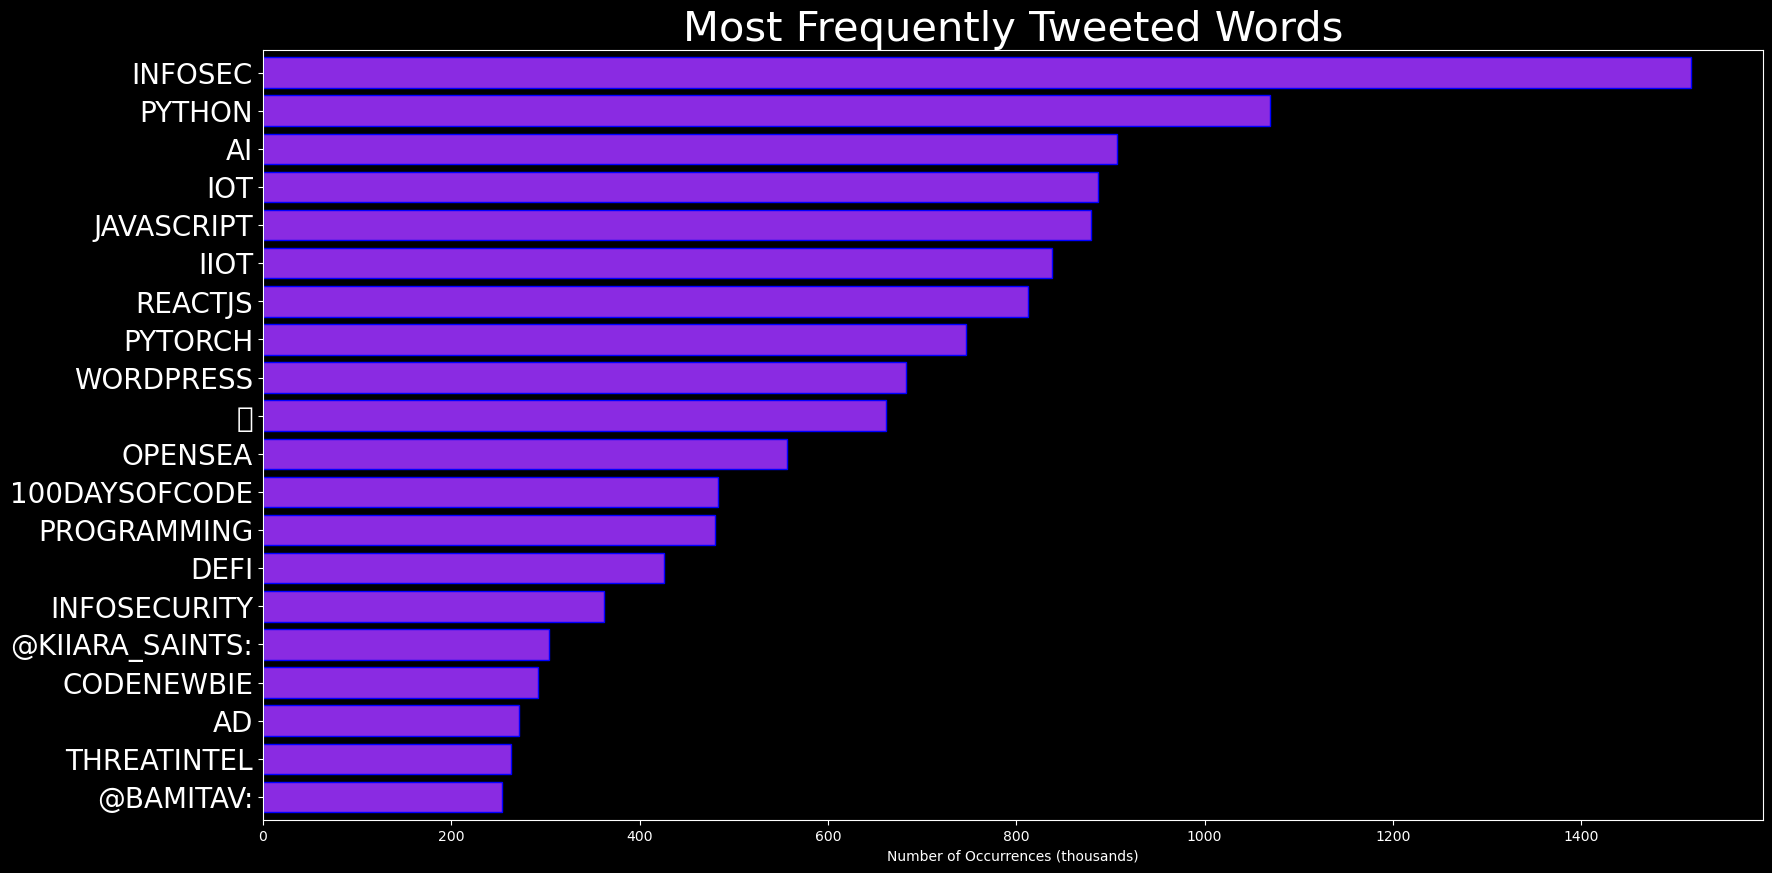 Most Frequently Tweeted Words
INFOSEC
PYTHON
AI
IOT
JAVASCRIPT
IIOT
REACTJS
PYTORCH
WORDPRESS
OPENSEA
100DAYSOFCODE
PROGRAMMING
DEFI
INFOSECURITY
@KIIARA_SAINTS:
CODENEWBIE
AD
THREATINTEL
@BAMITAV:
0 200 400 600 800 1000 1200 1400
Number of Occurrences (thousands)